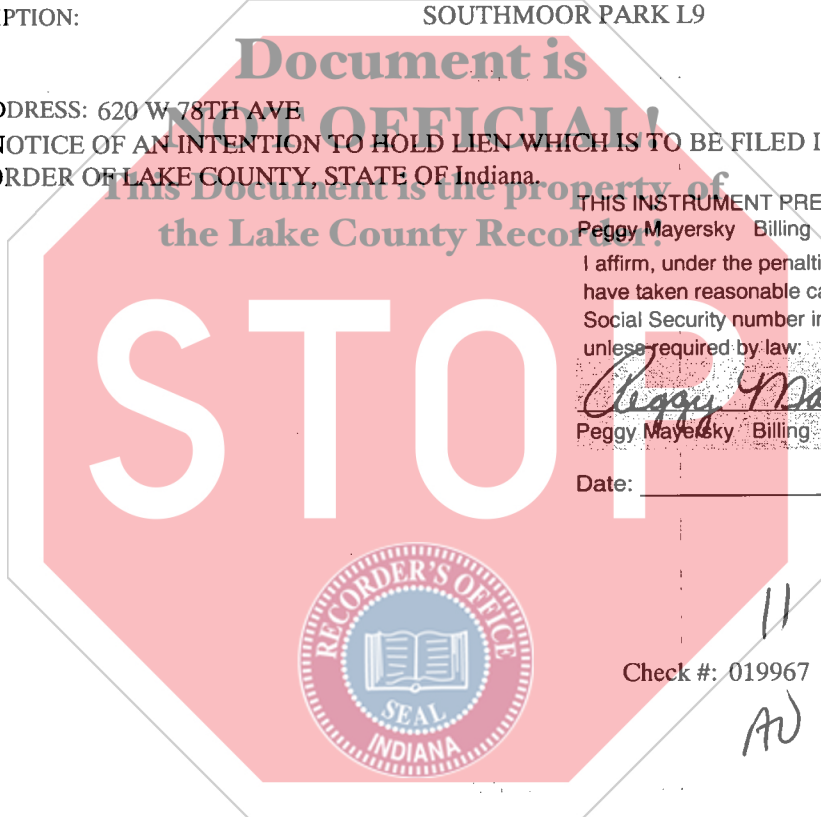 IPTION: SOUTHMOOR PARK L9
Document is
DDRESS: 620 W 78TH AVE
NOT OFFICIAL!
NOTICE OF AN INTENTION TO HOLD LIEN WHICH IS TO BE FILED I
ORDER OF LAKE COUNTY, STATE OF Indiana.
This Document is the property of
the Lake County Recorder!
THIS INSTRUMENT PRE
Peggy Mayersky Billing
I affirm, under the penalti
have taken reasonable ca
Social Security number i
unless required by law:
Peggy Ma
Peggy Mayersky Billing
Date:
STOP
RECORDER'S OFFICE
SEAL
INDIANA
11
Check #: 019967